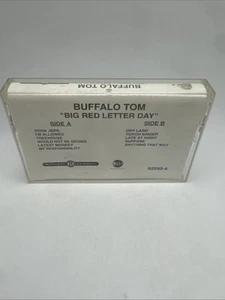 BUFFALO TOM
"BIG RED LETTER DAY"
SIDE A
SODA JERK
I'M ALLOWED
TREEHOUSE
WOULD NOT BE DENIED
LATEST MONKEY
MY RESPONSIBILITY
SIDE B
DRY LAND
TORCH SINGER
LATE AT NIGHT
SUPPOSE
ANYTHING THAT WAY